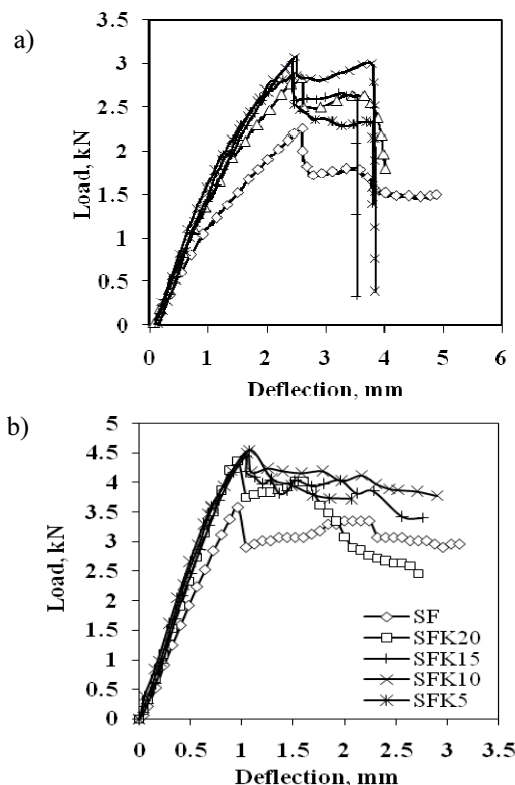 a)
3.5
3
2.5
2
1.5
1
0.5
0
Load, kN
0 1 2 3 4 5 6
Deflection, mm
b)
5
4.5
4
3.5
3
2.5
2
1.5
1
0.5
0
Load, kN
SF
SFK20
SFK15
SFK10
SFK5
0 0.5 1 1.5 2 2.5 3 3.5
Deflection, mm